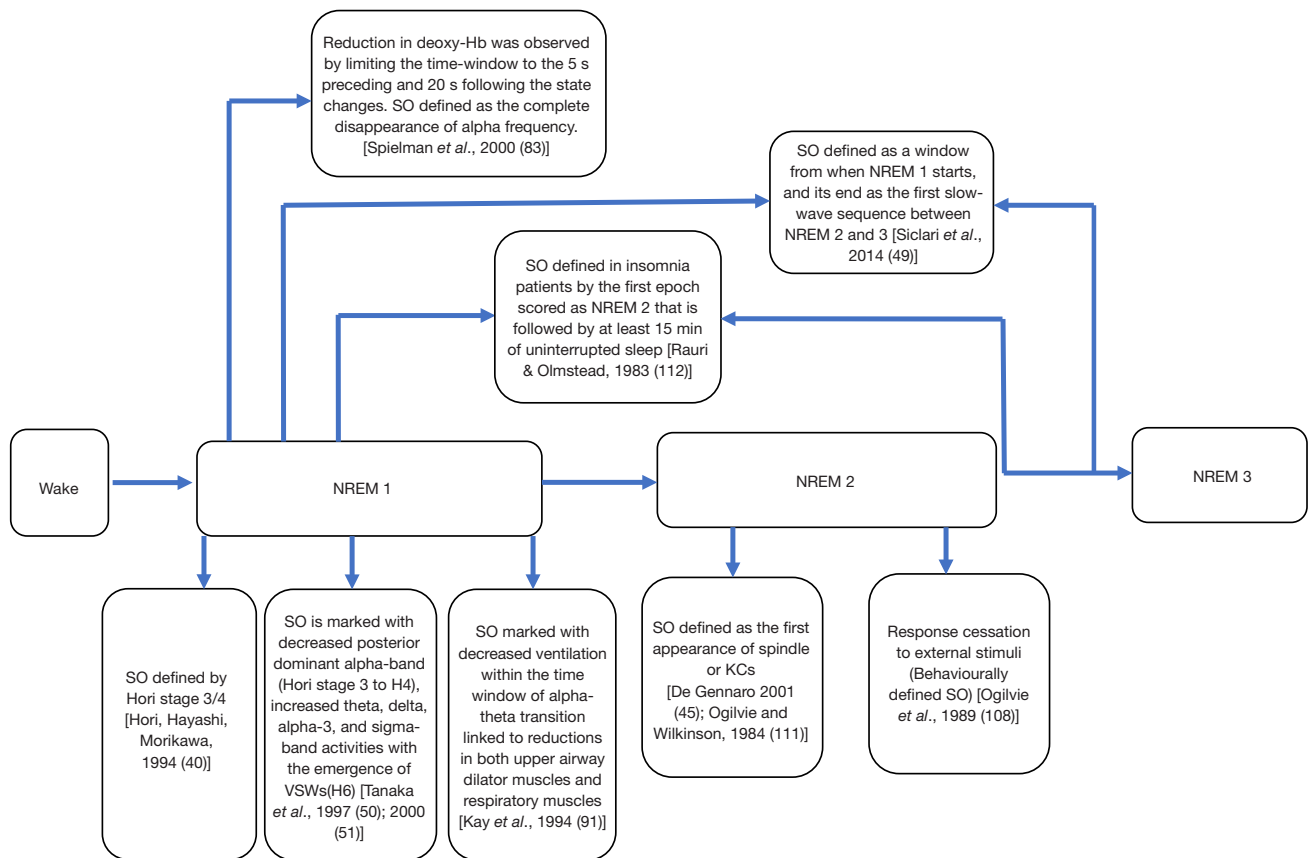 Reduction in deoxy-Hb was observed
by limiting the time-window to the 5 s
preceding and 20 s following the state
changes. SO defined as the complete
disappearance of alpha frequency.
[Spielman et al., 2000 (83)]
SO defined as a window
from when NREM 1 starts,
and its end as the first slow-
wave sequence between
NREM 2 and 3 [Siclari et al.,
2014 (49)]
SO defined in insomnia
patients by the first epoch
scored as NREM 2 that is
followed by at least 15 min
of uninterrupted sleep [Rauri
& Olmstead, 1983 (112)]
Wake
NREM 1
NREM 2
NREM 3
SO defined by
Hori stage 3/4
[Hori, Hayashi,
Morikawa,
1994 (40)]
SO is marked with
decreased posterior
dominant alpha-band
(Hori stage 3 to H4),
increased theta, delta,
alpha-3, and sigma-
band activities with
the emergence of
VSWs(H6) [Tanaka
et al., 1997 (50); 2000
(51)]
SO marked with
decreased ventilation
within the time
window of alpha-
theta transition
linked to reductions
in both upper airway
dilator muscles and
respiratory muscles
[Kay et al., 1994 (91)]
SO defined as the first
appearance of spindle
or KCs
[De Gennaro 2001
(45); Ogilvie and
Wilkinson, 1984 (111)]
Response cessation
to external stimuli
(Behaviourally
defined SO) [Ogilvie
et al., 1989 (108)]